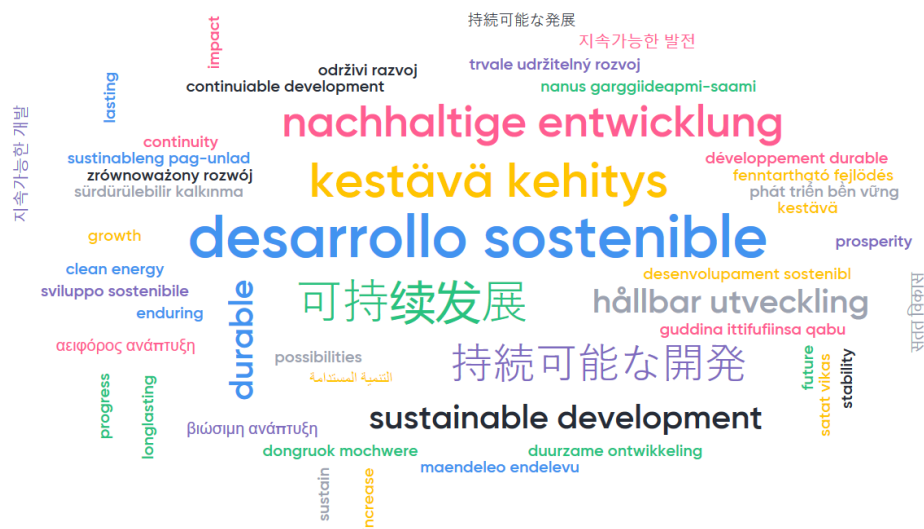 持続可能な発展
impact
지속가능한 발전
održivi razvoj
trvale udržitelný rozvoj
lasting
continuiable development
nanus garggiideapmi-saami
지속가능한 개발
nachhaltige entwicklung
continuity
sustinableng pag-unlad
développement durable
zrównoważony rozwój
kestävä kehitys
fenntartható fejlödés
sürdürülebilir kalkınma
phát triển bền vững
kestävä
growth
desarrollo sostenible
prosperity
clean energy
desenvolupament sostenibl
sviluppo sostenibile
durable
可持续发展
hållbar utveckling
सतत विकास
enduring
guddina ittifufiinsa qabu
αειφόρος ανάπτυξη
possibilities
持続可能な開発
future
satat vikas
stability
التنمية المستدامة
progress
longlasting
sustainable development
βιώσιμη ανάπτυξη
dongruok mochwere
duurzame ontwikkeling
maendeleo endelevu
sustain
ncrease